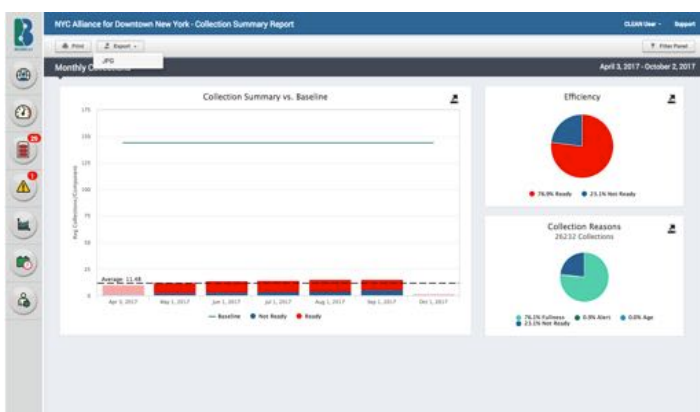 NYC Alliance for Downtown New York - Collection Summary Report
CLEAN User
Support
Print
Export
Filter Panel
JPG
Monthly
April 3, 2017 - October 2, 2017
Collection Summary vs. Baseline
175
150
125
100
75
50
25
0
Avg Collections/Component
Average: 11.48
Apr 3, 2017 May 1, 2017 Jun 1, 2017 Jul 1, 2017 Aug 1, 2017 Sep 1, 2017 Oct 1, 2017
Baseline Not Ready Ready
Efficiency
76.9% Ready 23.1% Not Ready
Collection Reasons
26232 Collections
76.1% Fullness 0.9% Alert 0.0% Age
23.1% Not Ready